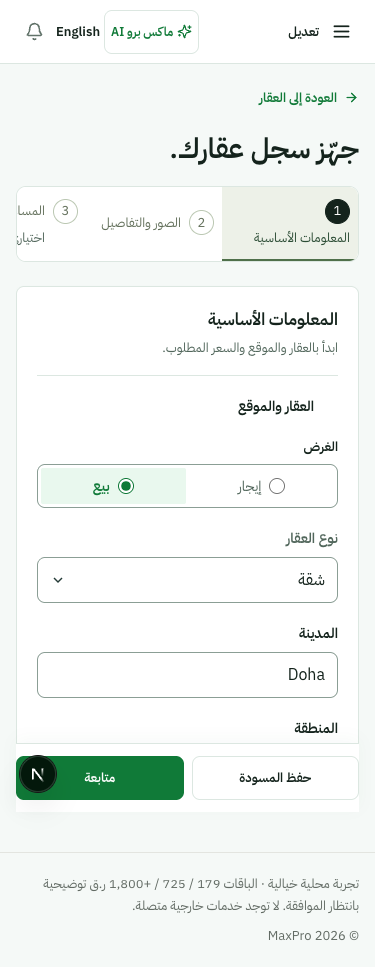 تعديل
ماكس برو AI
English
العودة إلى العقار
جهّز سجل عقارك.
1
المعلومات الأساسية
2
الصور والتفاصيل
3
المسا
اختياري
المعلومات الأساسية
ابدأ بالعقار والموقع والسعر المطلوب.
العقار والموقع
الغرض
إيجار
بيع
نوع العقار
شقة
المدينة
Doha
المنطقة
حفظ المسودة
متابعة
N
تجربة محلية خيالية · الباقات 179 / 725 / +1,800 ر.ق توضيحية
بانتظار الموافقة. لا توجد خدمات خارجية متصلة.
© 2026 MaxPro